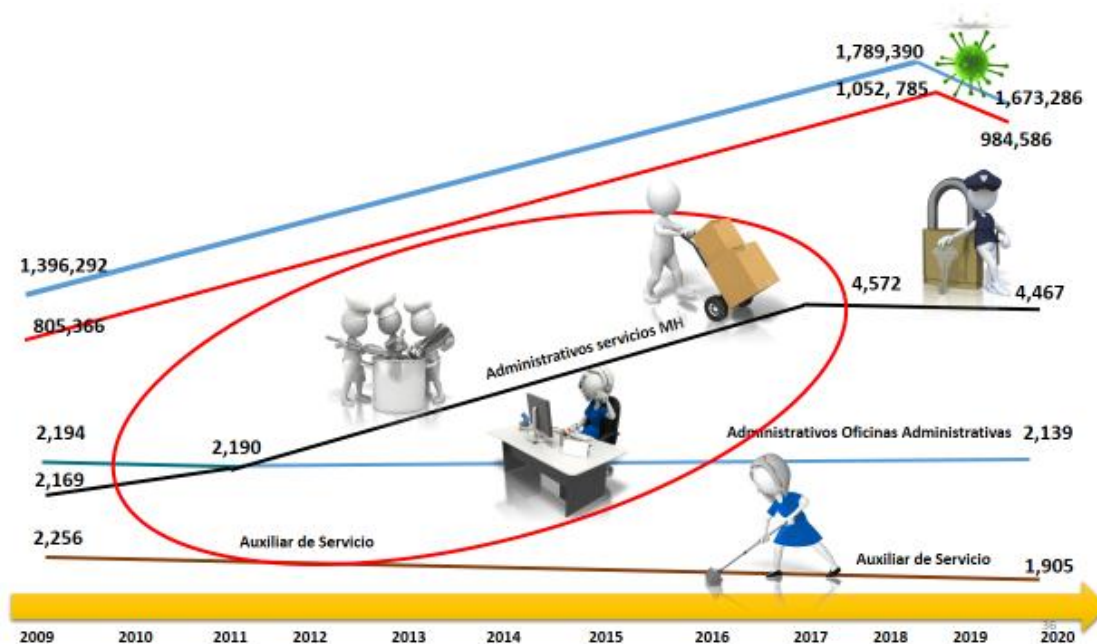 1,789,390
1,052, 785
1,673,286
984,586
1,396,292
805,366
4,572
4,467
Administrativos servicios MH
2,194
2,190
Administrativos Oficinas Administrativas 2,139
2,169
2,256
Auxiliar de Servicio
Auxiliar de Servicio
1,905
36
2009 2010 2011 2012 2013 2014 2015 2016 2017 2018 2019 2020